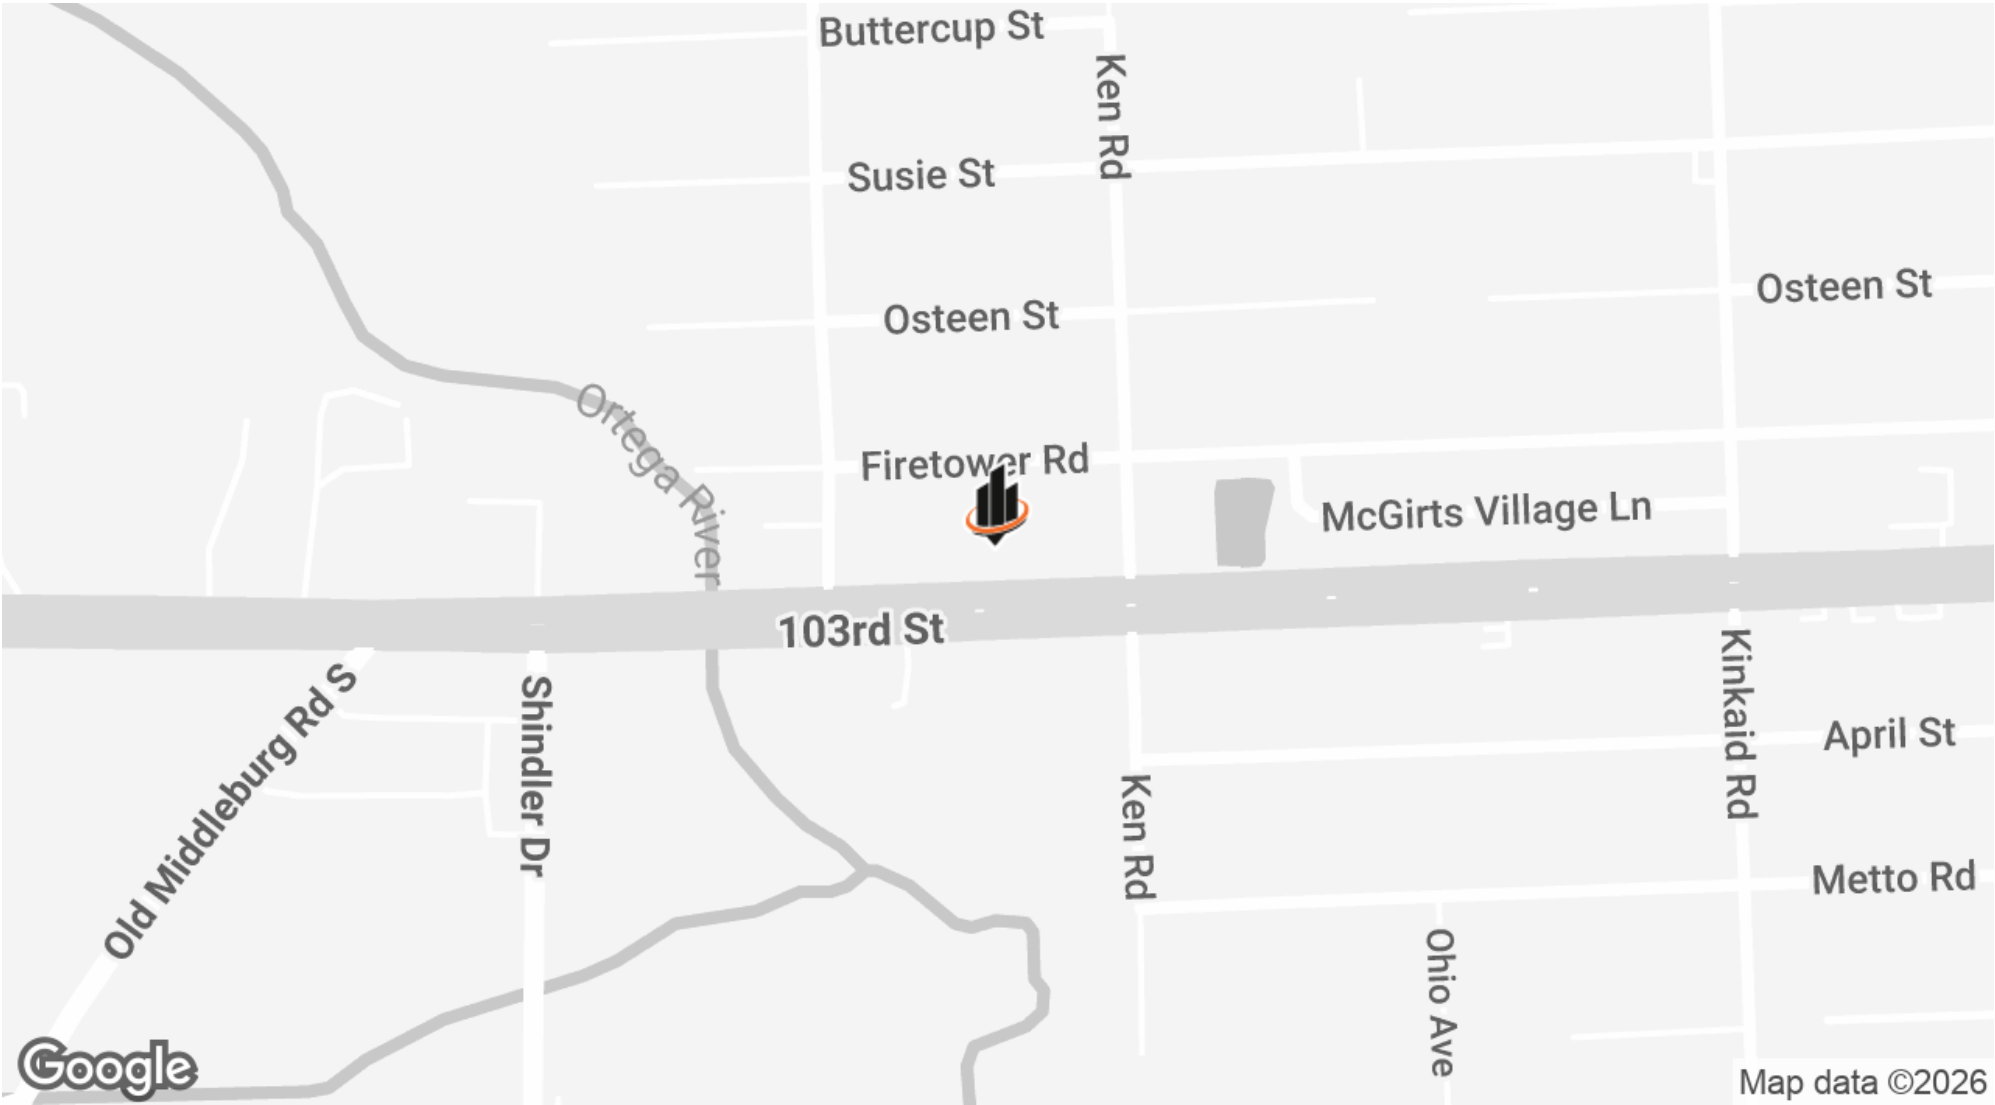 Buttercup St
Ken Rd
Susie St
Osteen St
Osteen St
Ortega River
Firetower Rd
McGirts Village Ln
103rd St
Old Middleburg Rd S
Shindler Dr
Kinkaid Rd
April St
Ken Rd
Metto Rd
Ohio Ave
Google
Map data ©2026